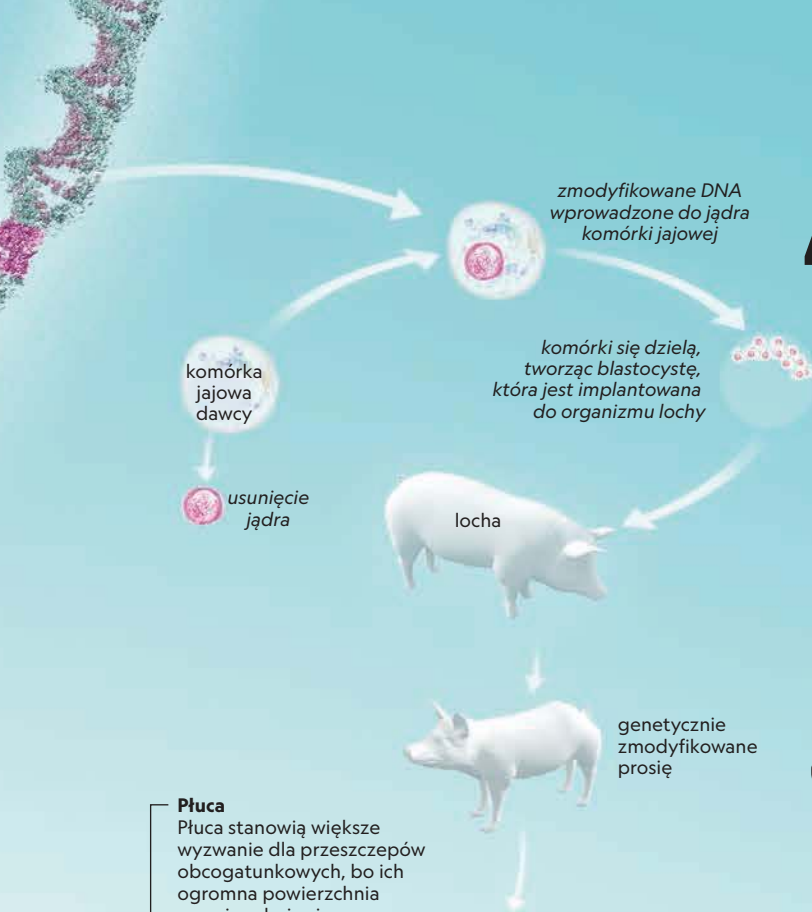 zmodyfikowane DNA
wprowadzone do jądra
komórki jajowej
komórka
jajowa
dawcy
komórki się dzielą,
tworząc blastocystę,
która jest implantowana
do organizmu lochy
usunięcie
jądra
locha
genetycznie
zmodyfikowane
prosię
Płuca
Płuca stanowią większe
wyzwanie dla przeszczepów
obcogatunkowych, bo ich
ogromna powierzchnia